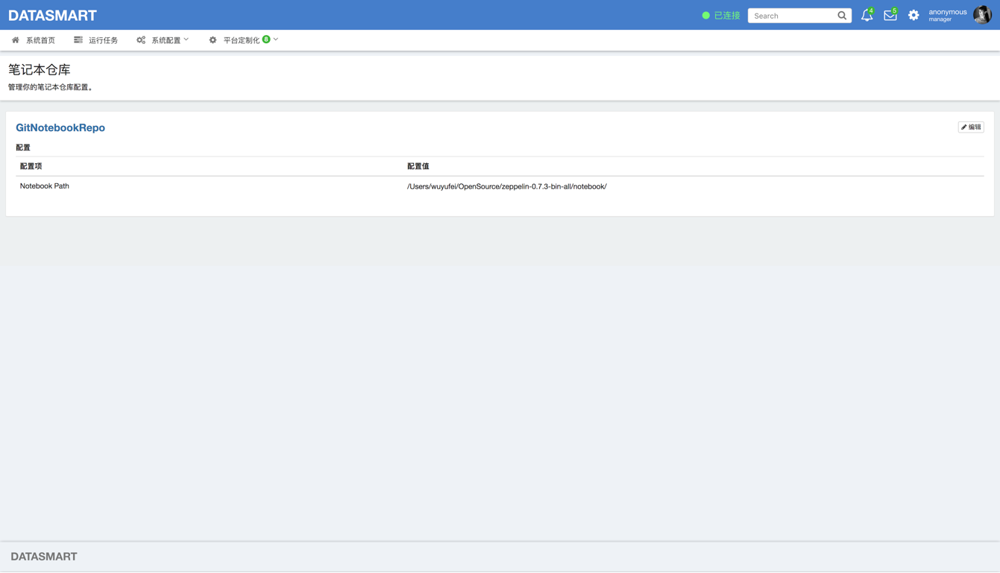 DATASMART
已连接
Search
4
5
anonymous
manager
系统首页
运行任务
系统配置
平台定制化 8
笔记本仓库
管理你的笔记本仓库配置。
GitNotebookRepo
编辑
配置
配置项 配置值
Notebook Path /Users/wuyufei/OpenSource/zeppelin-0.7.3-bin-all/notebook/
DATASMART